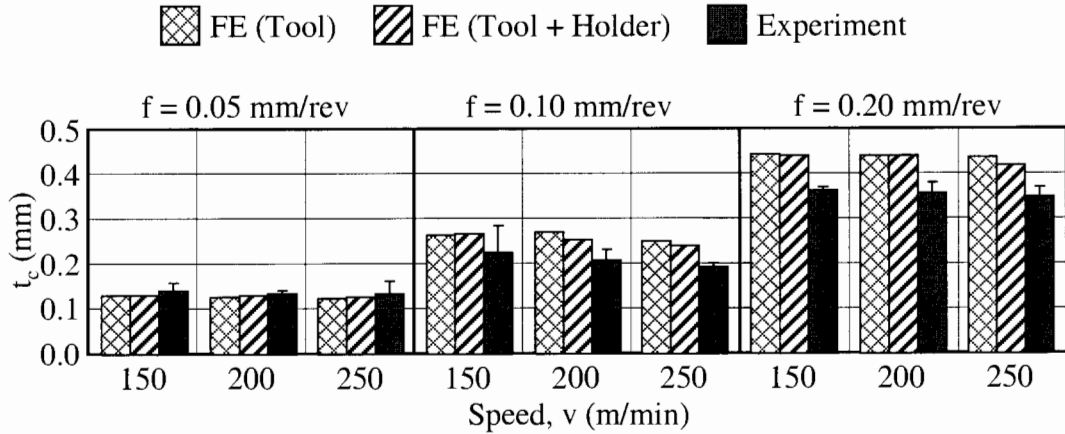 FE (Tool) FE (Tool + Holder) Experiment
f = 0.05 mm/rev f = 0.10 mm/rev f = 0.20 mm/rev
0.5
0.4
0.3
0.2
0.1
0.0
t_c (mm)
150 200 250 150 200 250 150 200 250
Speed, v (m/min)